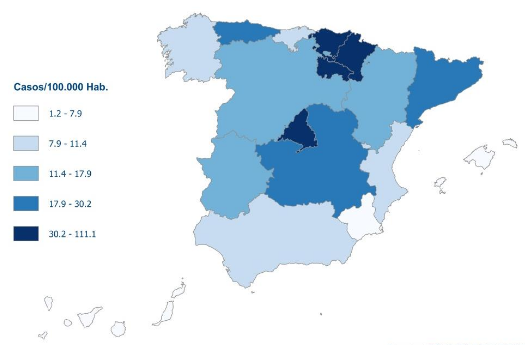 Casos/100.000 Hab.
1.2 - 7.9
7.9 - 11.4
11.4 - 17.9
17.9 - 30.2
30.2 - 111.1